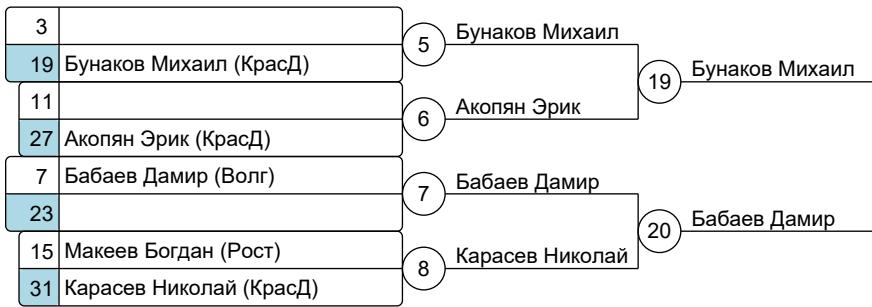 3
5
Бунаков Михаил
19 Бунаков Михаил (КрасД)
19
Бунаков Михаил
11
6
Акопян Эрик
27 Акопян Эрик (КрасД)
7 Бабаев Дамир (Волг)
7
Бабаев Дамир
23
20
Бабаев Дамир
15 Макеев Богдан (Рост)
8
Карасев Николай
31 Карасев Николай (КрасД)